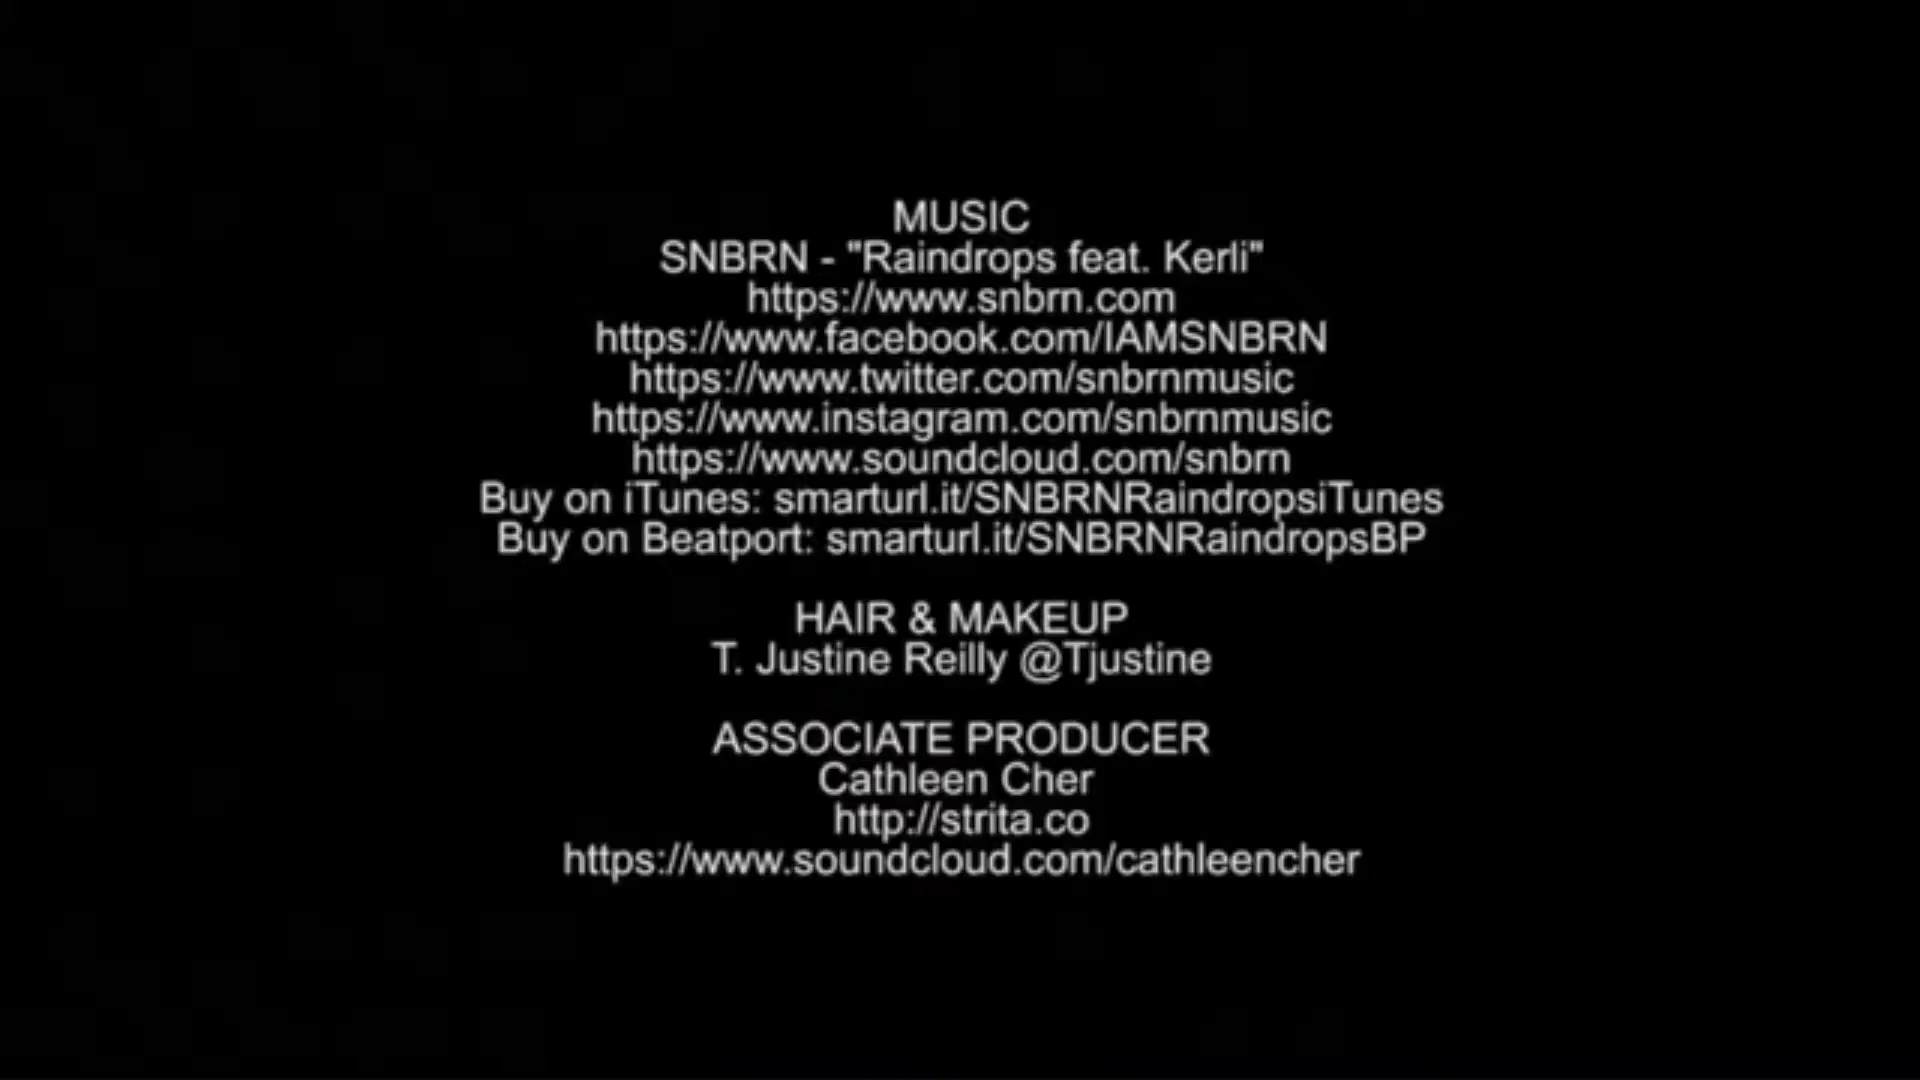 MUSIC
SNBRN - "Raindrops feat. Kerli"
https://www.snbrn.com
https://www.facebook.com/IAMSNBRN
https://www.twitter.com/snbrnmusic
https://www.instagram.com/snbrnmusic
https://www.soundcloud.com/snbrn
Buy on iTunes: smarturl.it/SNBRNRaindropsiTunes
Buy on Beatport: smarturl.it/SNBRNRaindropsBP
HAIR & MAKEUP
T. Justine Reilly @Tjustine
ASSOCIATE PRODUCER
Cathleen Cher
http://strita.co
https://www.soundcloud.com/cathleencher